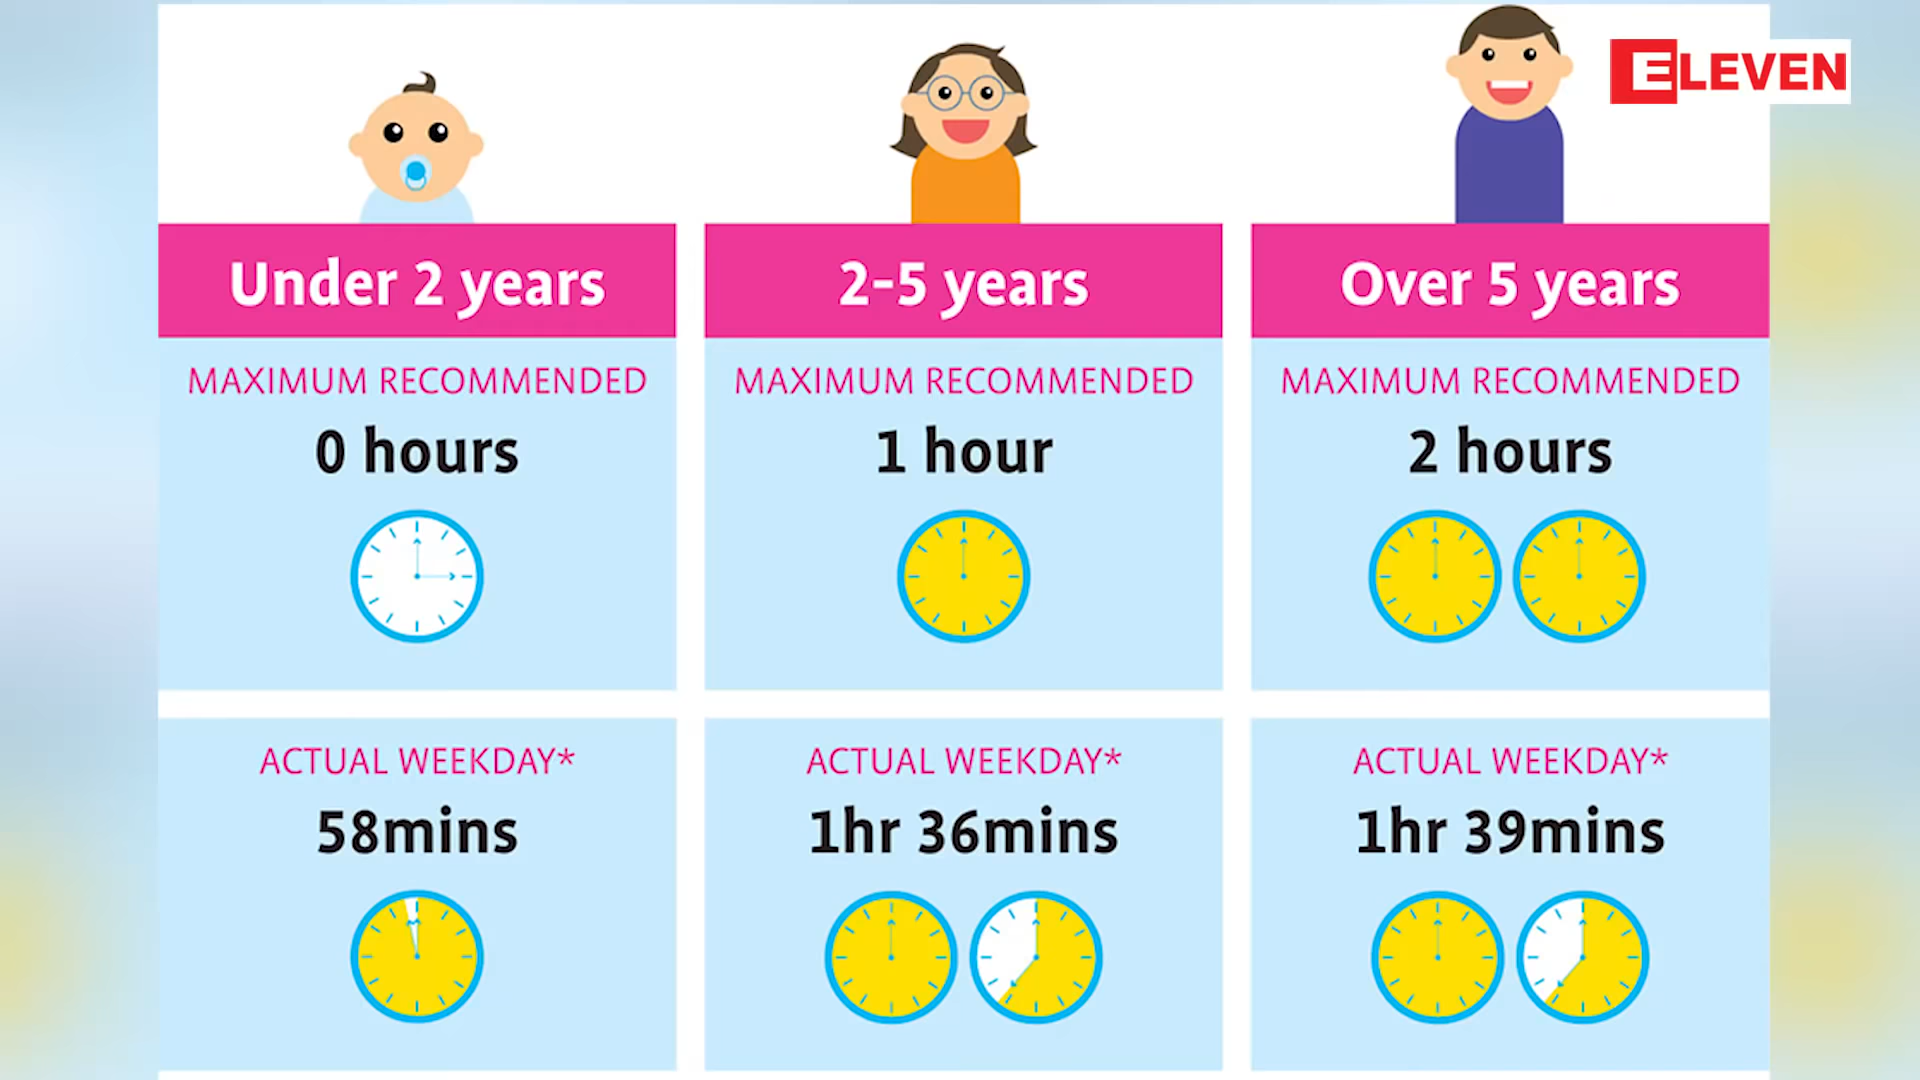 ELEVEN
Under 2 years
MAXIMUM RECOMMENDED
0 hours
ACTUAL WEEKDAY*
58mins
2-5 years
MAXIMUM RECOMMENDED
1 hour
ACTUAL WEEKDAY*
1hr 36mins
Over 5 years
MAXIMUM RECOMMENDED
2 hours
ACTUAL WEEKDAY*
1hr 39mins